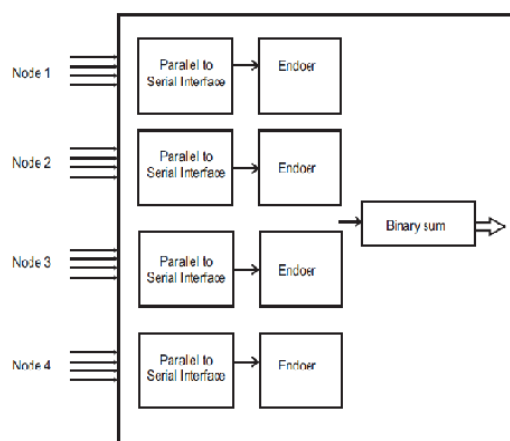 Node 1
Paralel to
Serial Interface
Endoer
Node 2
Paralel to
Serial Interface
Endoer
Binary sum
Node 3
Paralel to
Serial Interface
Endoer
Node 4
Paralel to
Serial Interface
Endoer